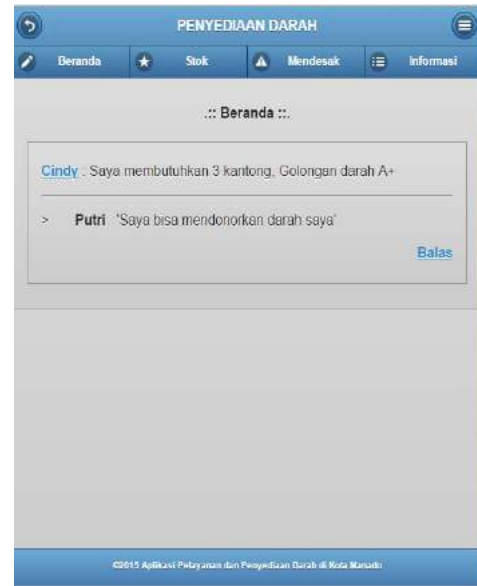 PENYEDIAAN DARAH
Beranda Stok Mendesak Informasi
.:: Beranda ::.
Cindy : Saya membutuhkan 3 kantong, Golongan darah A+
> Putri 'Saya bisa mendonorkan darah saya'
Balas
©2015 Aplikasi Pelayanan dan Penyediaan Darah di Kota Manado